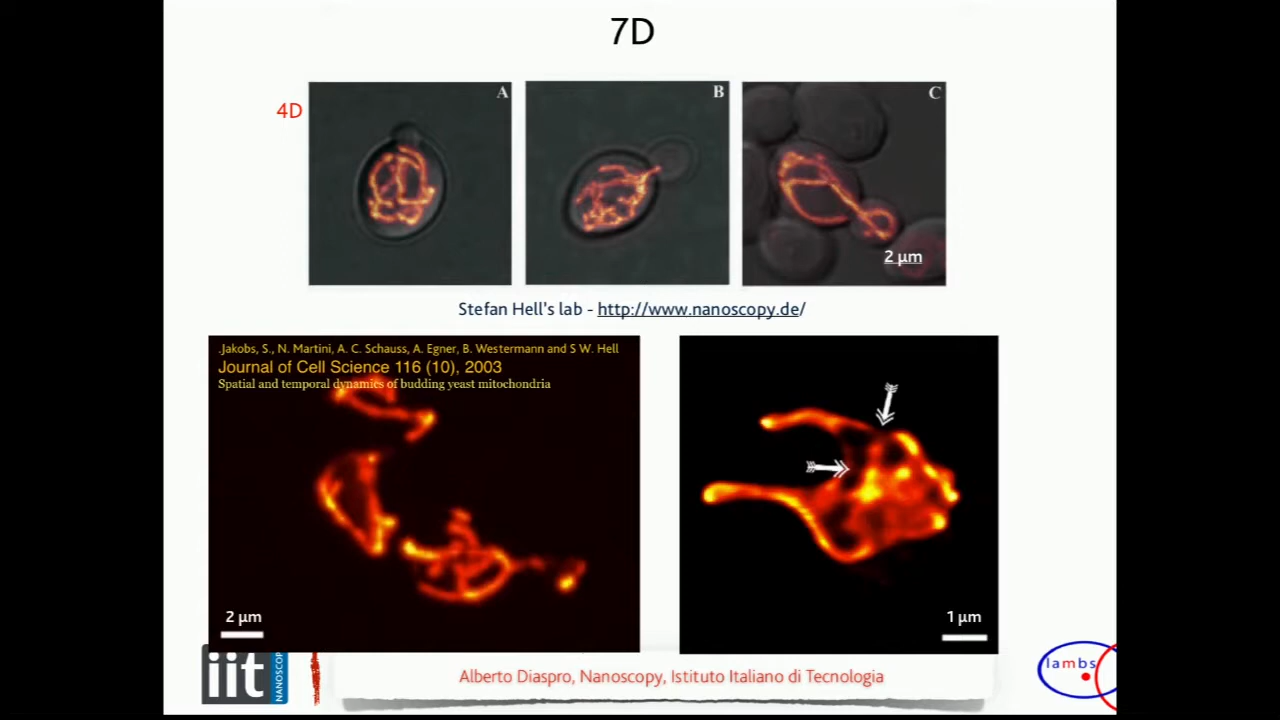 7D
4D
A
B
C
2 µm
Stefan Hell's lab - http://www.nanoscopy.de/
.Jakobs, S., N. Martini, A. C. Schauss, A. Egner, B. Westermann and S W. Hell
Journal of Cell Science 116 (10), 2003
Spatial and temporal dynamics of budding yeast mitochondria
2 µm
1 µm
iit
NANOSCOPY
Alberto Diaspro, Nanoscopy, Istituto Italiano di Tecnologia
lambs